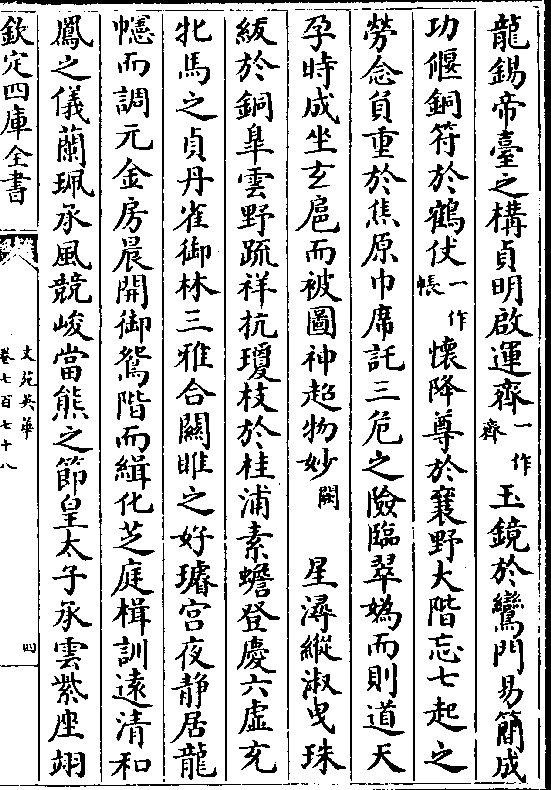 龍錫帝臺之構貞明啟運齊一作齋玉鏡於鸞門易簡成
功偃銅符於鶴伏一作帳懷降尊於襄野大階忘七起之
勞念負重於焦原巾席託三危之險臨翠媯而則道天
孕時成坐玄扈而被圖神超物妙闕星潯縱淑曳珠
紱於銅臯雲野疏祥抗瓊枝於桂浦素蟾登慶六虛充
牝馬之貞丹雀御林三雅合關雎之好璿宮夜靜居龍
幰而調元金房晨開御鴛階而緝化芝庭楫訓遠清和
鳳之儀蘭珮承風競峻當熊之節皇太子承雲紫座翊
欽定四庫全書
文苑英華
卷七百七十八
四